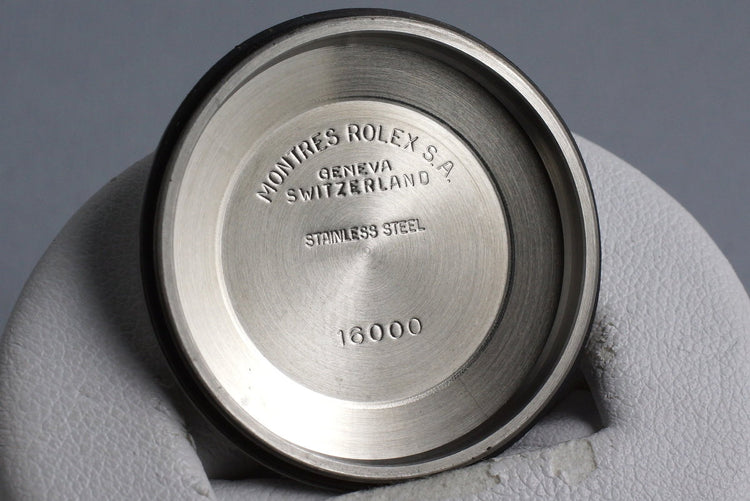 MONTRES ROLEX S.A.
GENEVA
SWITZERLAND
STAINLESS STEEL
16000